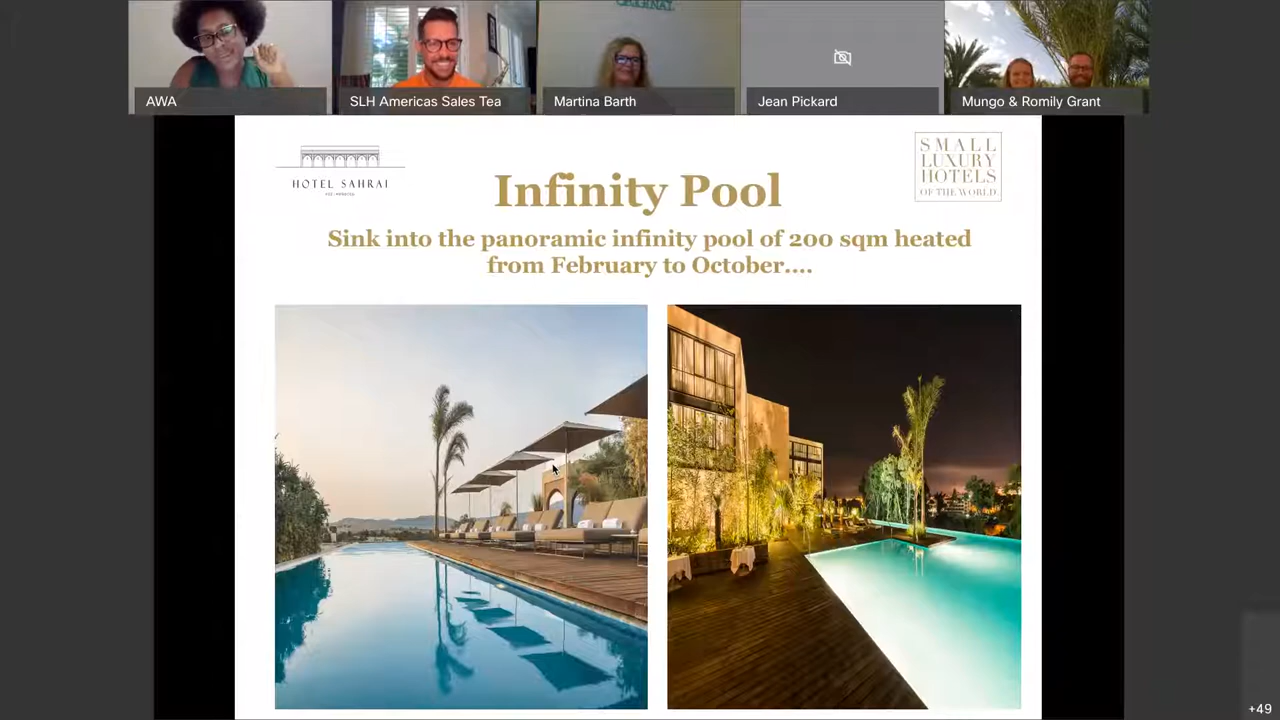 ORIGINAL
AWA
SLH Americas Sales Tea
Martina Barth
Jean Pickard
Mungo & Romily Grant
HOTEL SAHRAI
SMALL
LUXURY
HOTELS
OF THE WORLD
Infinity Pool
Sink into the panoramic infinity pool of 200 sqm heated
from February to October....
+49